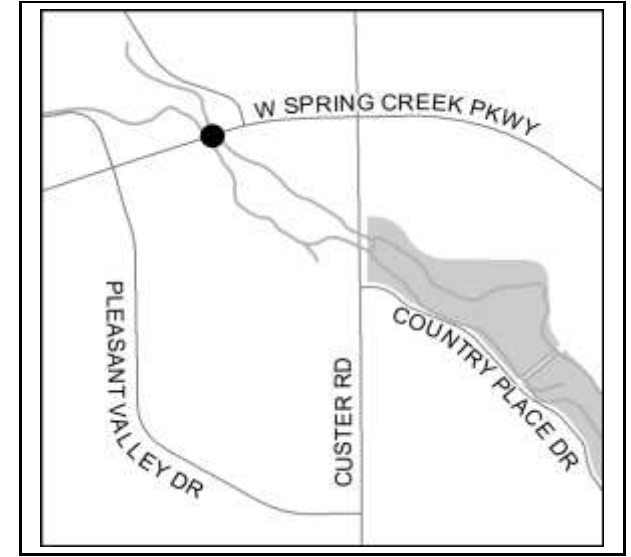 W SPRING CREEK PKWY
PLEASANT VALLEY DR
CUSTER RD
COUNTRY PLACE DR